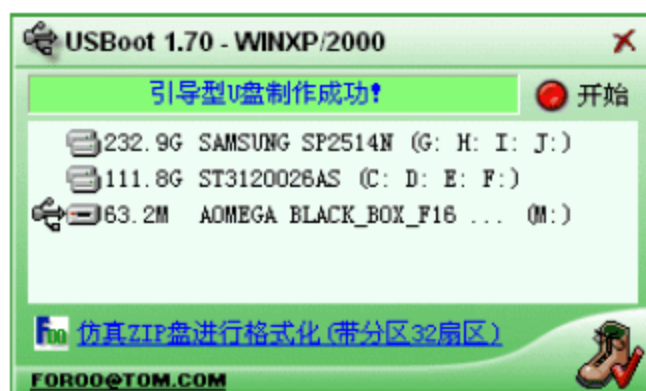 USBoot 1.70 - WINXP/2000
引导型U盘制作成功!
开始
232.9G SAMSUNG SP2514N (G: H: I: J:)
111.8G ST3120026AS (C: D: E: F:)
63.2M AOMEGA BLACK_BOX_F16 ... (M:)
Foo 仿真ZIP盘进行格式化(带分区32扇区)
FOROO@TOM.COM